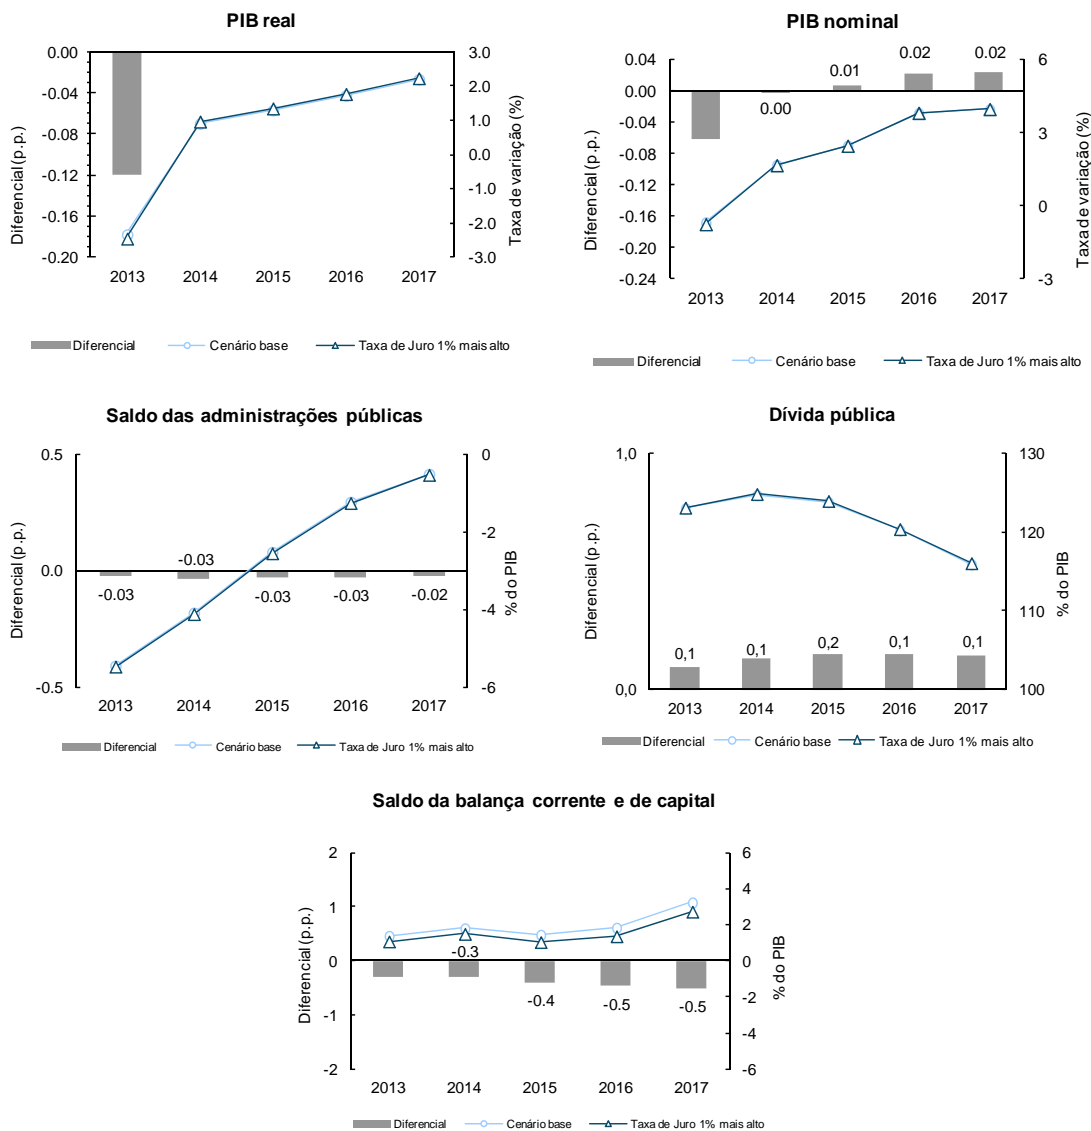 PIB real
0.00
-0.04
-0.08
-0.12
-0.16
-0.20
Diferencial (p.p.)
3.0
2.0
1.0
0.0
-1.0
-2.0
-3.0
Taxa de variação (%)
2013 2014 2015 2016 2017
Diferencial Cenário base Taxa de Juro 1% mais alto
PIB nominal
0.04
0.00
-0.04
-0.08
-0.12
-0.16
-0.20
-0.24
Diferencial (p.p.)
0.00
0.01
0.02
0.02
6
3
0
-3
Taxa de variação (%)
2013 2014 2015 2016 2017
Diferencial Cenário base Taxa de Juro 1% mais alto
Saldo das administrações públicas
0.5
0.0
-0.5
Diferencial (p.p.)
-0.03
-0.03
-0.03
-0.03
-0.02
0
-2
-4
-6
% do PIB
2013 2014 2015 2016 2017
Diferencial Cenário base Taxa de Juro 1% mais alto
Dívida pública
1,0
0,0
Diferencial (p.p.)
0,1
0,1
0,2
0,1
0,1
130
120
110
100
% do PIB
2013 2014 2015 2016 2017
Diferencial Cenário base Taxa de Juro 1% mais alto
Saldo da balança corrente e de capital
2
1
0
-1
-2
Diferencial (p.p.)
-0.3
-0.4
-0.5
-0.5
6
4
2
0
-2
-4
-6
% do PIB
2013 2014 2015 2016 2017
Diferencial Cenário base Taxa de Juro 1% mais alto